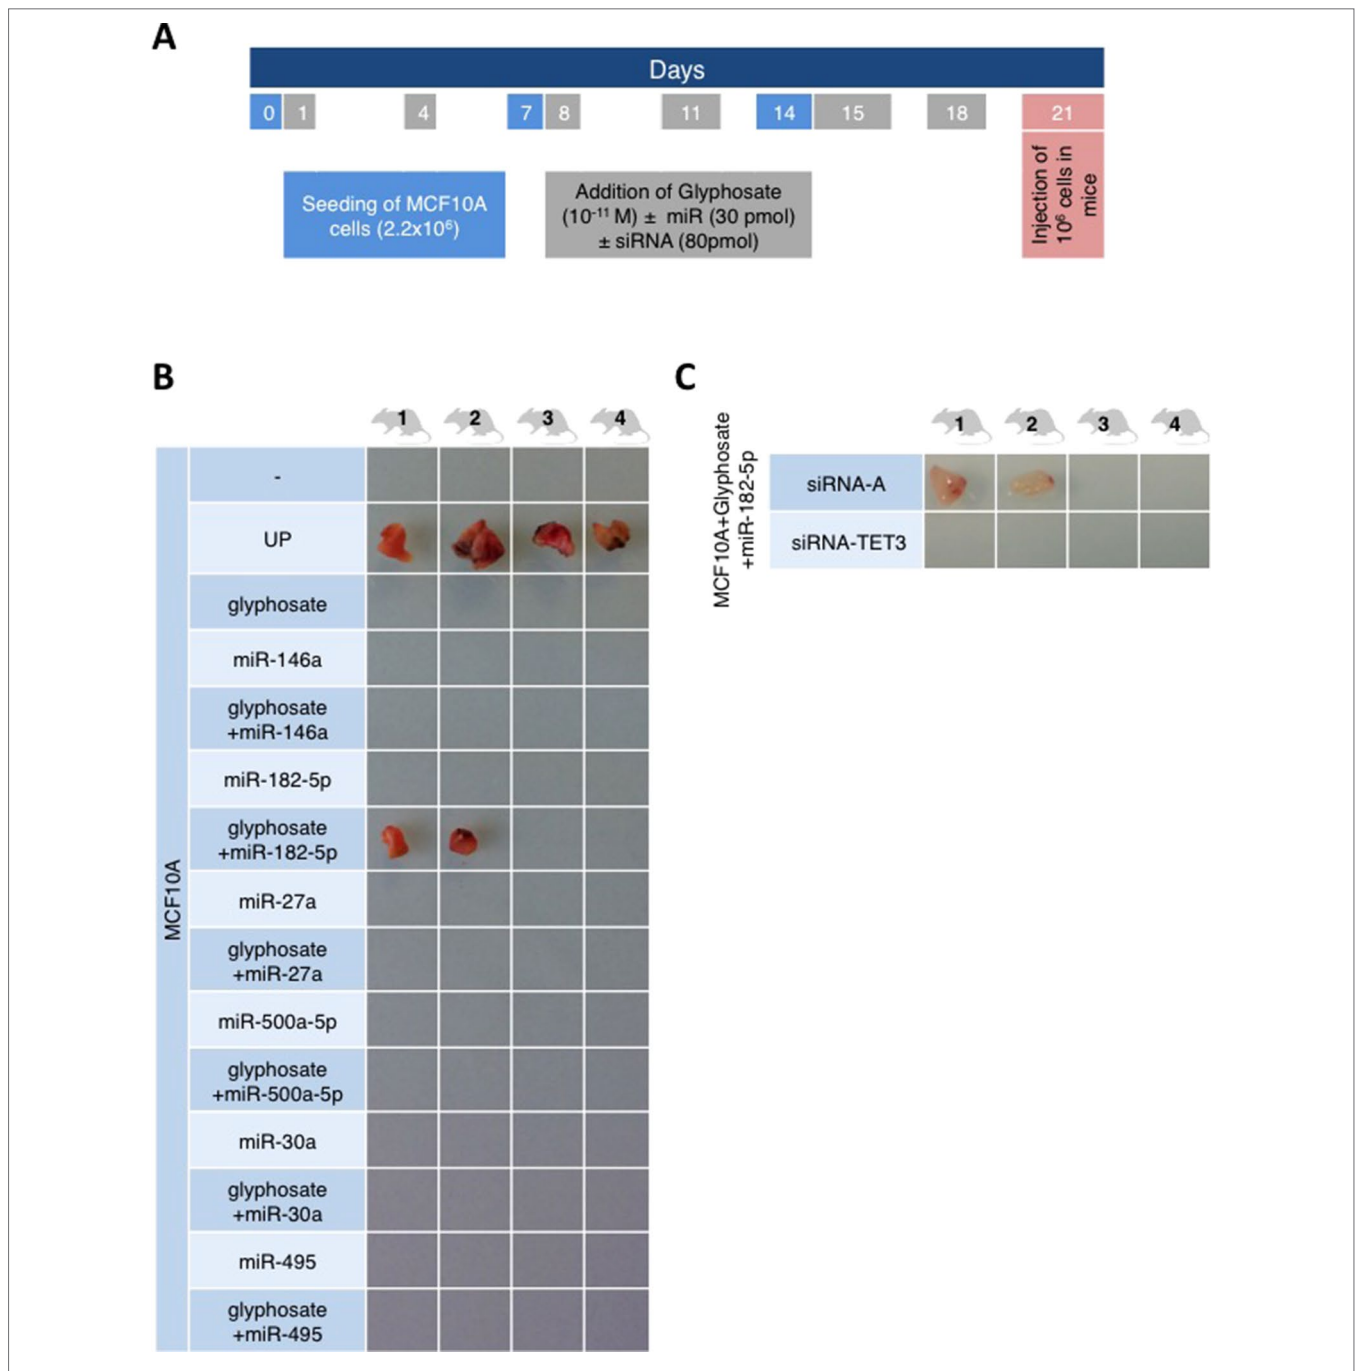 A
Days
0 1 4 7 8 11 14 15 18 21
Seeding of MCF10A
cells (2.2x10⁶)
Addition of Glyphosate
(10⁻¹¹ M) ± miR (30 pmol)
± siRNA (80pmol)
Injection of
10⁶ cells in
mice
B
1 2 3 4
MCF10A
-
UP
glyphosate
miR-146a
glyphosate
+miR-146a
miR-182-5p
glyphosate
+miR-182-5p
miR-27a
glyphosate
+miR-27a
miR-500a-5p
glyphosate
+miR-500a-5p
miR-30a
glyphosate
+miR-30a
miR-495
glyphosate
+miR-495
C
1 2 3 4
MCF10A+Glyphosate
+miR-182-5p
siRNA-A
siRNA-TET3